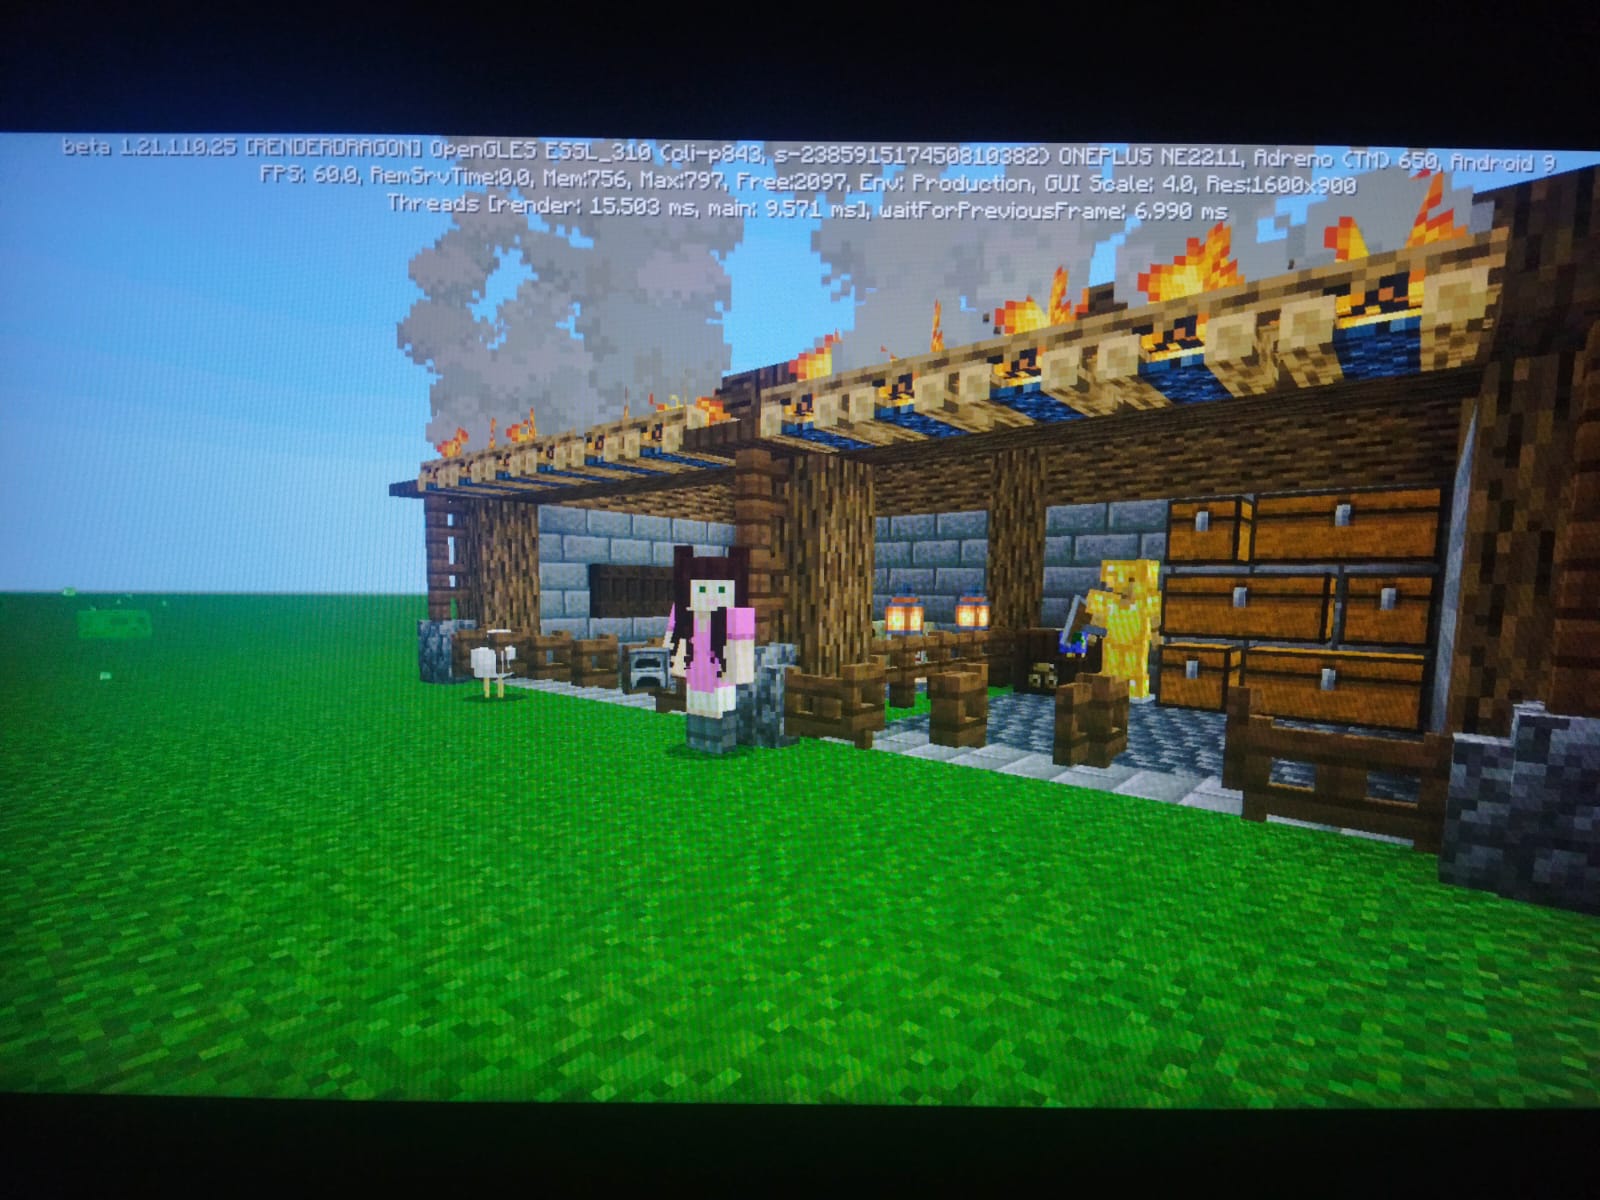 beta 1.21.110.25 [RENDERDRAGON] OpenGLES ESSL_310 (cli-p843, s-2385915174508103​82) ONEPLUS NE2211, Adreno (TM) 650, Android 9
FPS: 60.0, RemSrvTime:0.0, Mem:756, Max:797, Free:2097, Env: Production, GUI Scale: 4.0, Res:1600x900
Threads [render: 15.503 ms, main: 9.571 ms], waitForPreviousFrame: 6.990 ms